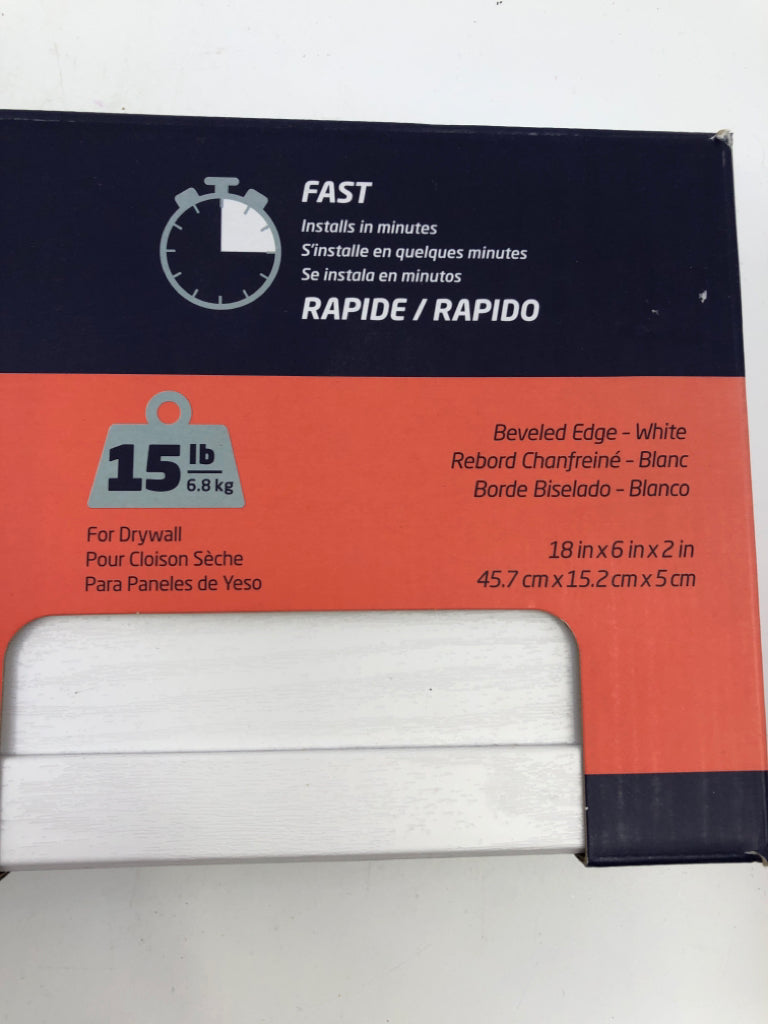 FAST
Installs in minutes
S'installe en quelques minutes
Se instala en minutos
RAPIDE / RAPIDO
15 lb
6.8 kg
For Drywall
Pour Cloison Sèche
Para Paneles de Yeso
Beveled Edge – White
Rebord Chanfreiné – Blanc
Borde Biselado – Blanco
18 in x 6 in x 2 in
45.7 cm x 15.2 cm x 5 cm